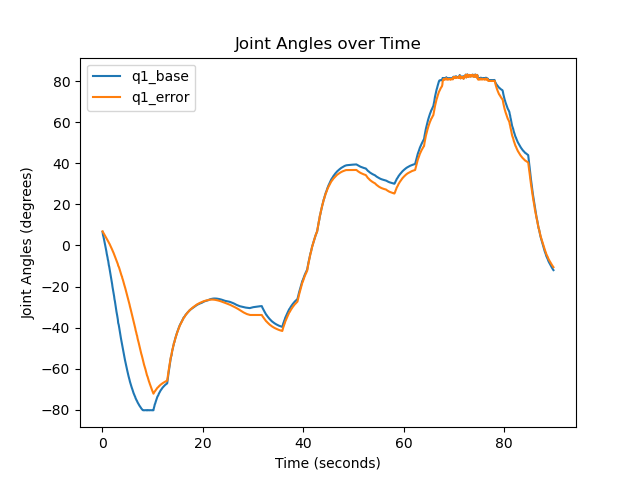 Joint Angles over Time
q1_base
q1_error
80
60
40
20
0
−20
−40
−60
−80
Joint Angles (degrees)
0 20 40 60 80
Time (seconds)